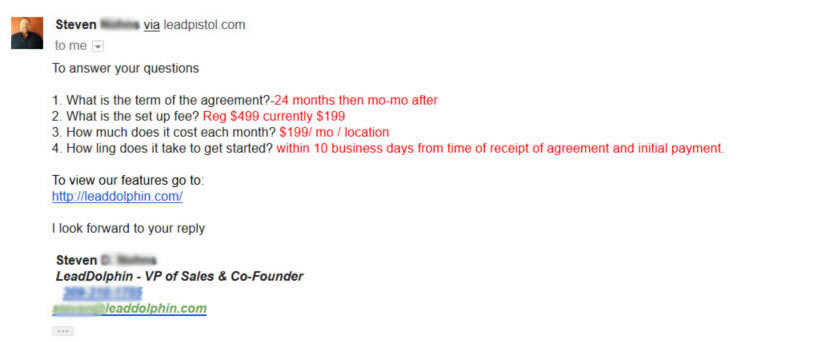 Steven via leadpistol.com
to me
To answer your questions
1. What is the term of the agreement?-24 months then mo-mo after
2. What is the set up fee? Reg $499 currently $199
3. How much does it cost each month? $199/ mo / location
4. How ling does it take to get started? within 10 business days from time of receipt of agreement and initial payment.
To view our features go to:
http://leaddolphin.com/
I look forward to your reply
Steven
LeadDolphin - VP of Sales & Co-Founder
leaddolphin.com